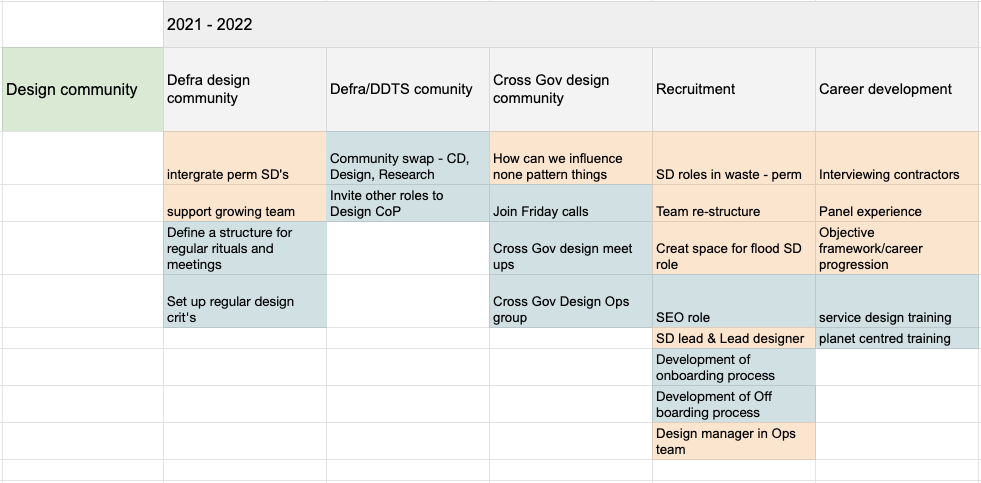 2021 - 2022
Design community
Defra design
community
Defra/DDTS comunity
Cross Gov design
community
Recruitment
Career development
intergrate perm SD's
Community swap - CD,
Design, Research
How can we influence
none pattern things
SD roles in waste - perm
Interviewing contractors
support growing team
Invite other roles to
Design CoP
Join Friday calls
Team re-structure
Panel experience
Define a structure for
regular rituals and
meetings
Cross Gov design meet
ups
Creat space for flood SD
role
Objective
framework/career
progression
Set up regular design
crit's
Cross Gov Design Ops
group
SEO role
service design training
SD lead & Lead designer
planet centred training
Development of
onboarding process
Development of Off
boarding process
Design manager in Ops
team